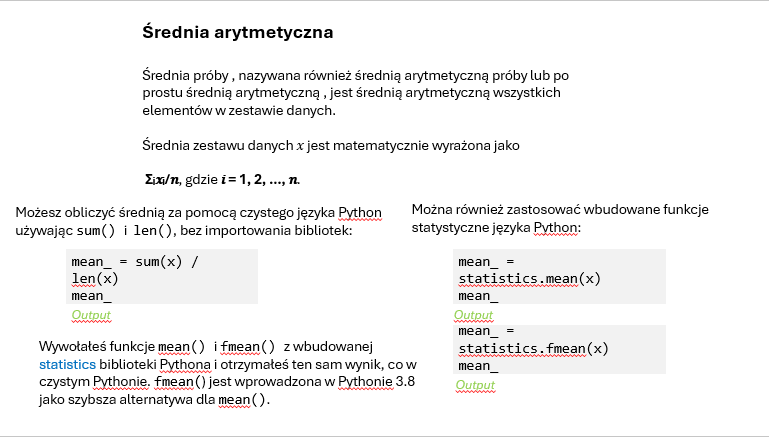 Średnia arytmetyczna
Średnia próby , nazywana również średnią arytmetyczną próby lub po
prostu średnią arytmetyczną , jest średnią arytmetyczną wszystkich
elementów w zestawie danych.
Średnia zestawu danych 𝑥 jest matematycznie wyrażona jako
Σᵢ𝑥ᵢ/𝑛, gdzie 𝑖 = 1, 2, …, 𝑛.
Możesz obliczyć średnią za pomocą czystego języka Python
używając sum() i len(), bez importowania bibliotek:
mean_ = sum(x) /
len(x)
mean_
Output
Wywołałeś funkcje mean() i fmean() z wbudowanej
statistics biblioteki Pythona i otrzymałeś ten sam wynik, co w
czystym Pythonie. fmean() jest wprowadzona w Pythonie 3.8
jako szybsza alternatywa dla mean().
Można również zastosować wbudowane funkcje
statystyczne języka Python:
mean_ =
statistics.mean(x)
mean_
Output
mean_ =
statistics.fmean(x)
mean_
Output